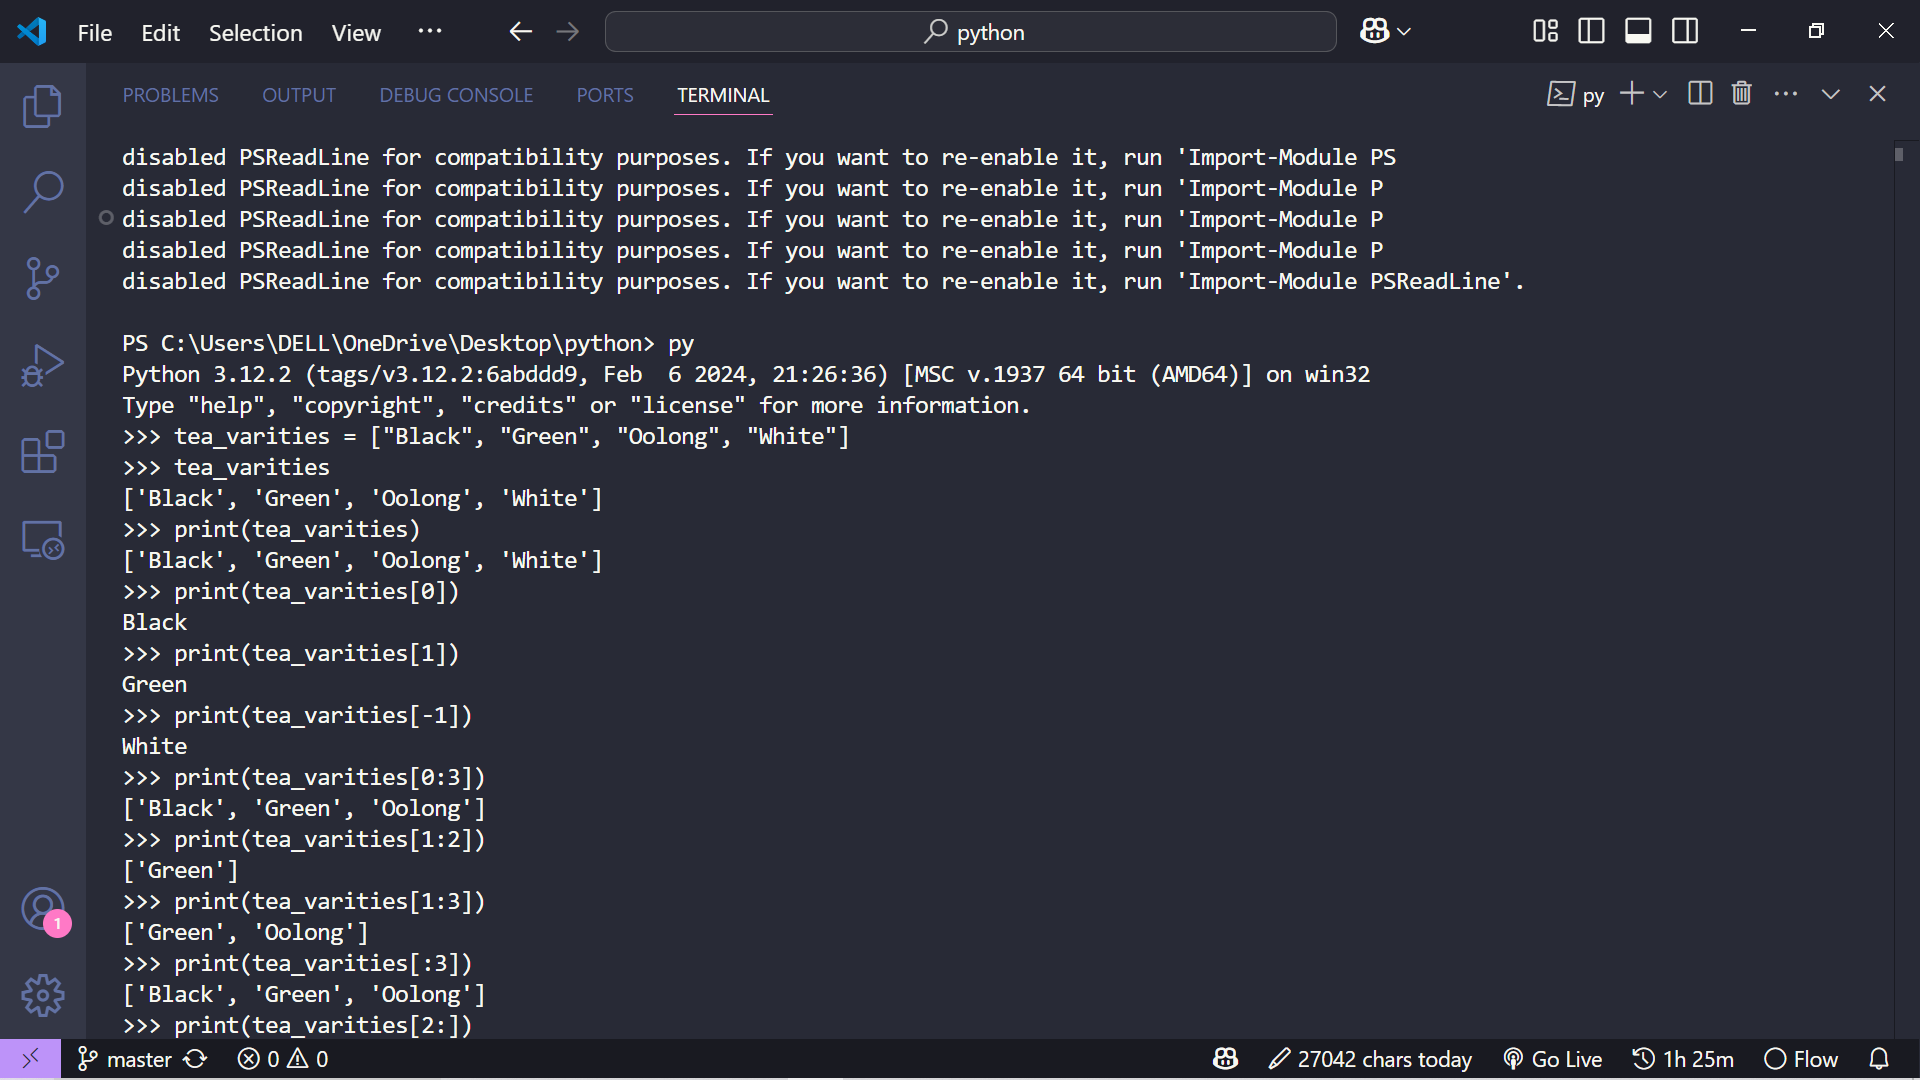 File Edit Selection View ··· python
PROBLEMS OUTPUT DEBUG CONSOLE PORTS TERMINAL py
disabled PSReadLine for compatibility purposes. If you want to re-enable it, run 'Import-Module PS
disabled PSReadLine for compatibility purposes. If you want to re-enable it, run 'Import-Module P
disabled PSReadLine for compatibility purposes. If you want to re-enable it, run 'Import-Module P
disabled PSReadLine for compatibility purposes. If you want to re-enable it, run 'Import-Module P
disabled PSReadLine for compatibility purposes. If you want to re-enable it, run 'Import-Module PSReadLine'.
PS C:\Users\DELL\OneDrive\Desktop\python> py
Python 3.12.2 (tags/v3.12.2:6abddd9, Feb  6 2024, 21:26:36) [MSC v.1937 64 bit (AMD64)] on win32
Type "help", "copyright", "credits" or "license" for more information.
>>> tea_varities = ["Black", "Green", "Oolong", "White"]
>>> tea_varities
['Black', 'Green', 'Oolong', 'White']
>>> print(tea_varities)
['Black', 'Green', 'Oolong', 'White']
>>> print(tea_varities[0])
Black
>>> print(tea_varities[1])
Green
>>> print(tea_varities[-1])
White
>>> print(tea_varities[0:3])
['Black', 'Green', 'Oolong']
>>> print(tea_varities[1:2])
['Green']
>>> print(tea_varities[1:3])
['Green', 'Oolong']
>>> print(tea_varities[:3])
['Black', 'Green', 'Oolong']
>>> print(tea_varities[2:])
1
master 0 0 27042 chars today Go Live 1h 25m Flow